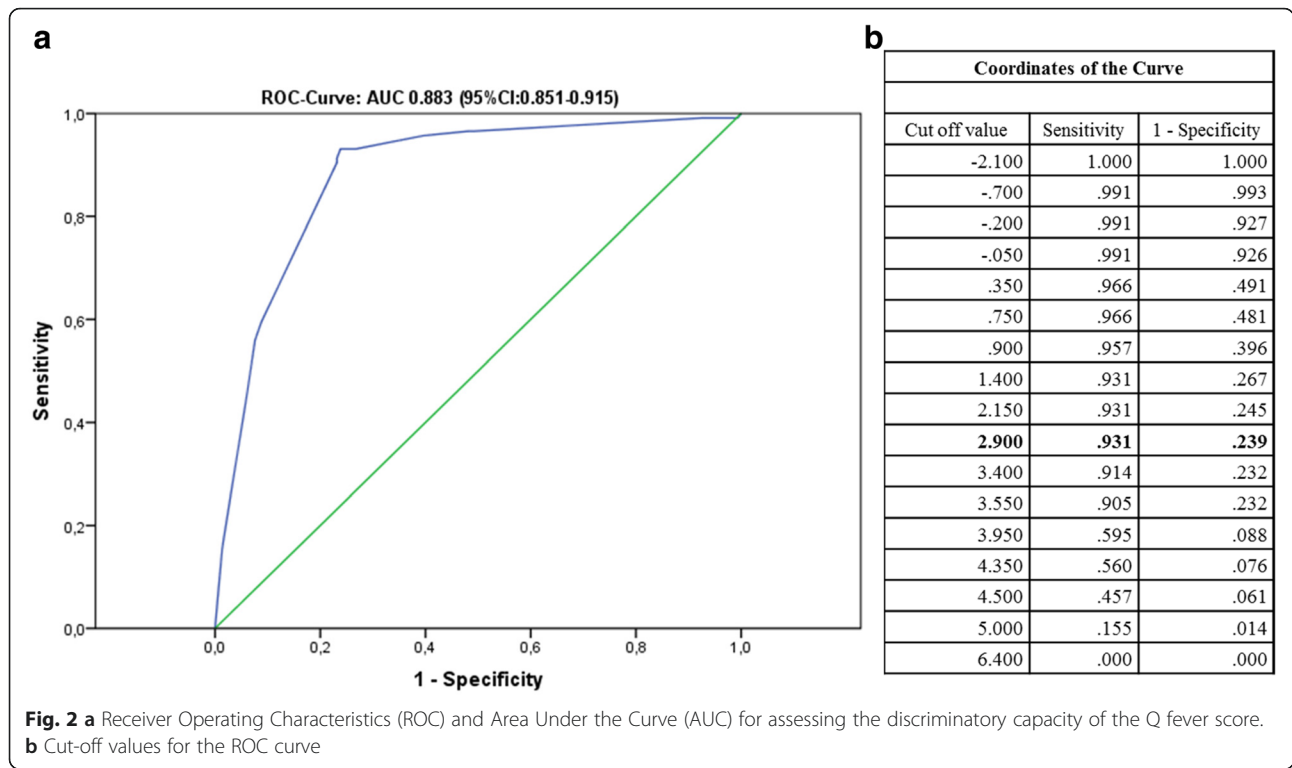 a
ROC-Curve: AUC 0.883 (95%CI:0.851-0.915)
1,0
0,8
0,6
0,4
0,2
0,0
Sensitivity
0,0 0,2 0,4 0,6 0,8 1,0
1 - Specificity
b
Coordinates of the Curve
Cut off value Sensitivity 1 - Specificity
-2.100 1.000 1.000
-.700 .991 .993
-.200 .991 .927
-.050 .991 .926
.350 .966 .491
.750 .966 .481
.900 .957 .396
1.400 .931 .267
2.150 .931 .245
2.900 .931 .239
3.400 .914 .232
3.550 .905 .232
3.950 .595 .088
4.350 .560 .076
4.500 .457 .061
5.000 .155 .014
6.400 .000 .000
Fig. 2 a Receiver Operating Characteristics (ROC) and Area Under the Curve (AUC) for assessing the discriminatory capacity of the Q fever score.
b Cut-off values for the ROC curve